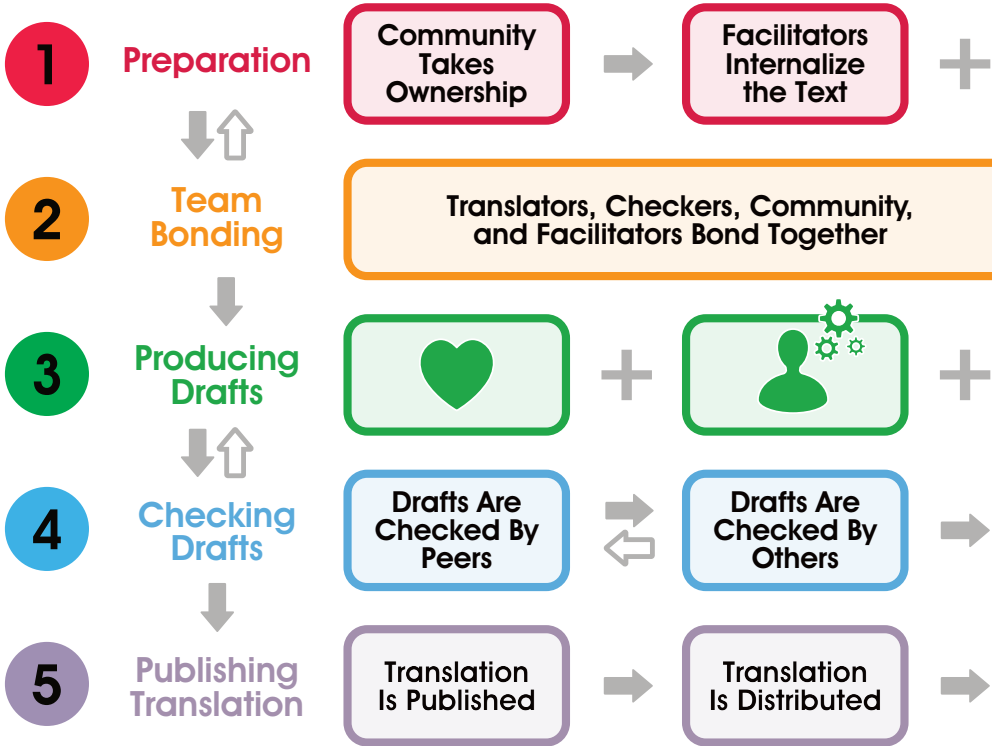 1
Preparation
Community
Takes
Ownership
Facilitators
Internalize
the Text
2
Team
Bonding
Translators, Checkers, Community,
and Facilitators Bond Together
3
Producing
Drafts
4
Checking
Drafts
Drafts Are
Checked By
Peers
Drafts Are
Checked By
Others
5
Publishing
Translation
Translation
Is Published
Translation
Is Distributed